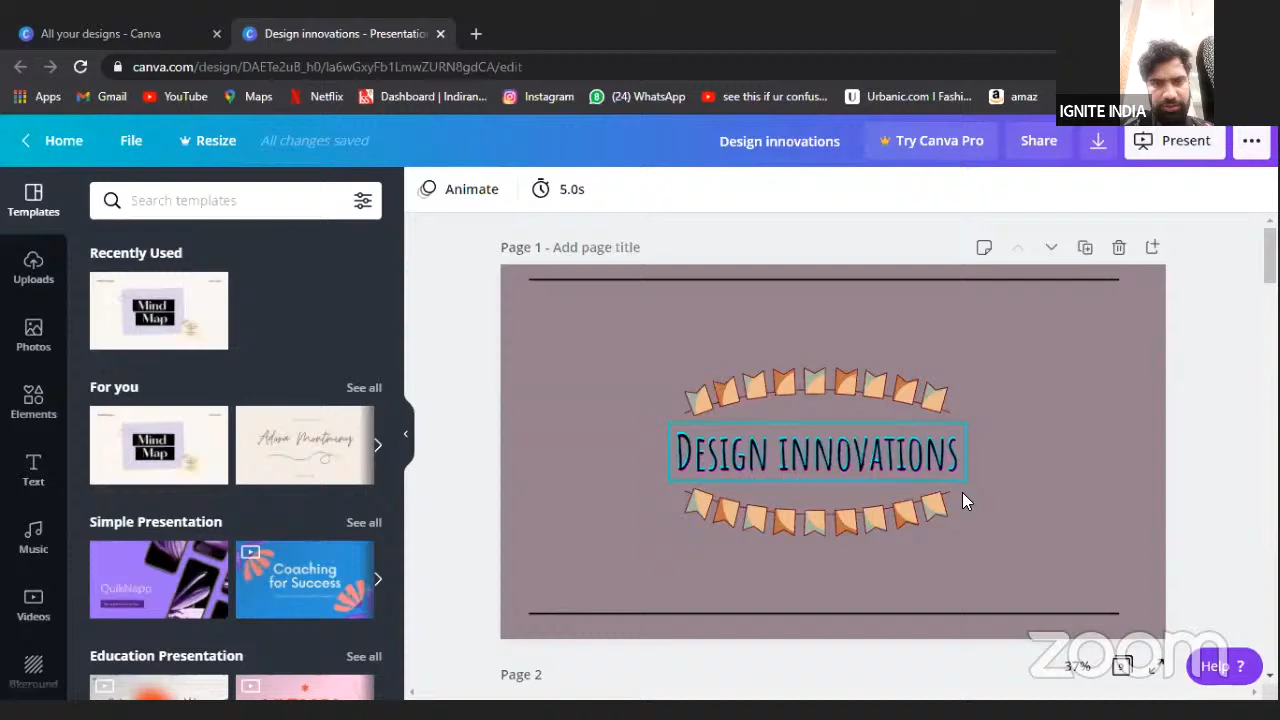 All your designs - Canva
Design innovations - Presentatio
canva.com/design/DAETe2uB_h0/la6wGxyFb1LmwZURN8gdCA/edit
Apps
Gmail
YouTube
Maps
Netflix
Dashboard | Indinn...
Instagram
(24) WhatsApp
see this if ur confus...
Urbanic.com I Fashi...
amaz
IGNITE INDIA
Home
File
Resize
All changes saved
Design innovations
Try Canva Pro
Share
Present
Templates
Search templates
Animate
5.0s
Uploads
Photos
Elements
Text
Music
Videos
Bkground
Recently Used
Mind
Map
For you
See all
Mind
Map
Simple Presentation
See all
QuikNapp
Coaching
for Success
Education Presentation
See all
Page 1 - Add page title
Design innovations
Page 2
37%
zoom
Help ?